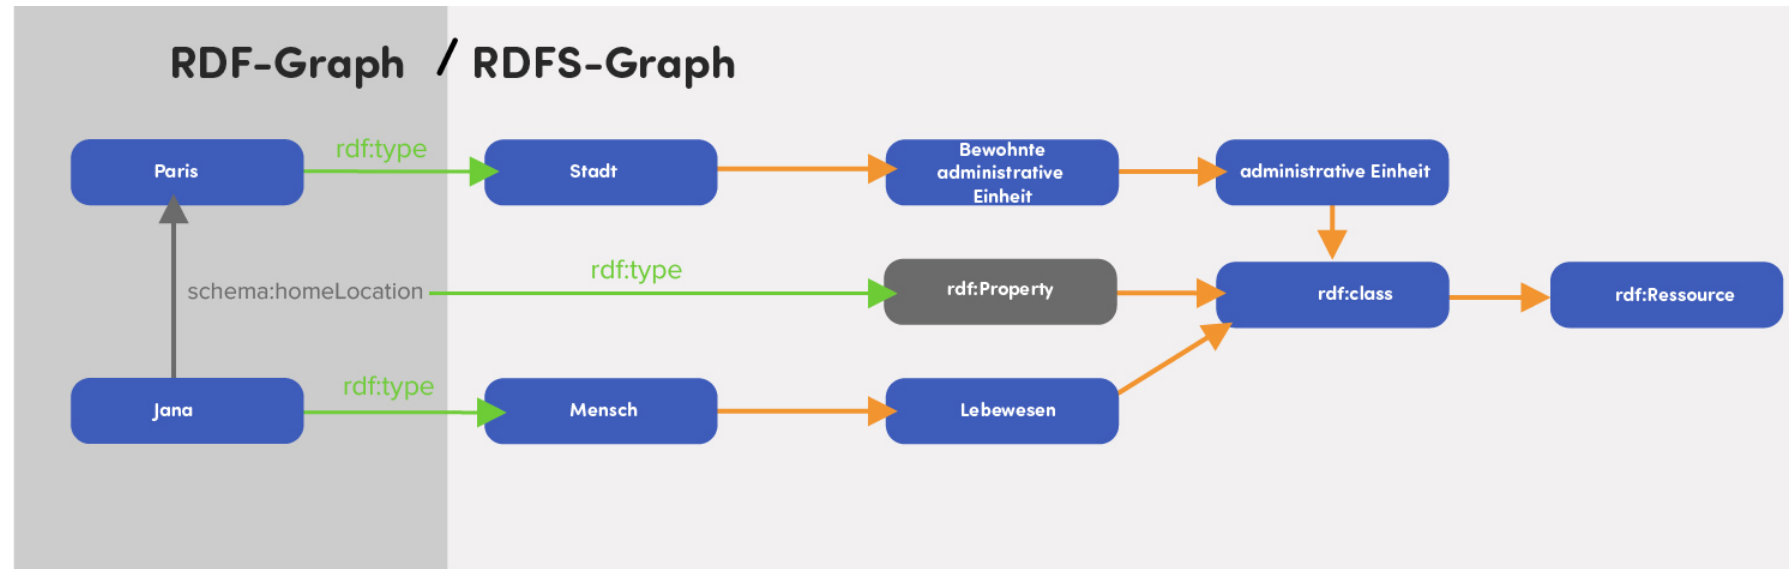 RDF-Graph / RDFS-Graph
Paris
rdf:type
Stadt
Bewohnte
administrative
Einheit
administrative Einheit
schema:homeLocation
rdf:type
rdf:Property
rdf:class
rdf:Ressource
Jana
rdf:type
Mensch
Lebewesen